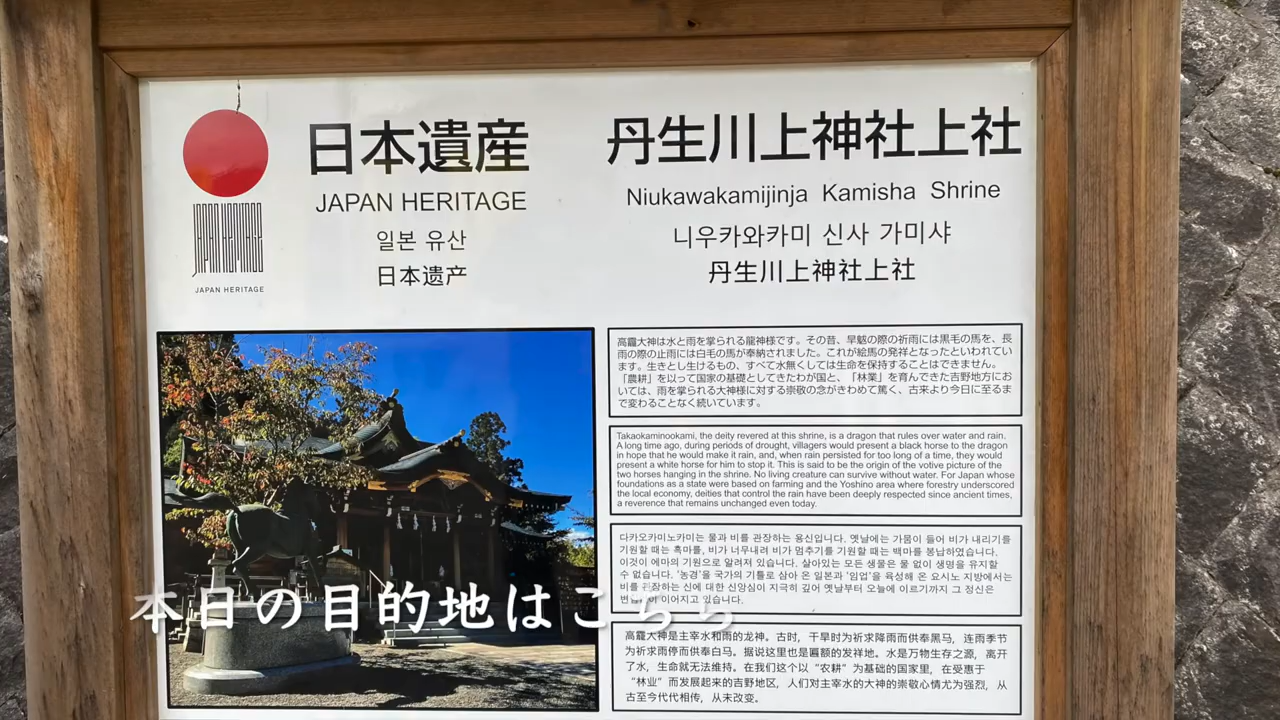 日本遺産
JAPAN HERITAGE
일본 유산
日本遗产
JAPAN HERITAGE
JAPAN HERITAGE
丹生川上神社上社
Niukawakamijinja Kamisha Shrine
니우카와카미 신사 가미샤
丹生川上神社上社
高龗大神は水と雨を掌られる龍神様です。その昔、旱魃の際の祈雨には黒毛の馬を、長
雨の際の止雨には白毛の馬が奉納されました。これが絵馬の発祥となったといわれてい
ます。生きとし生けるもの、すべて水無くしては生命を保持することはできません。
「農耕」を以って国家の基礎としてきたわが国と、「林業」を育んできた吉野地方にお
いては、雨を掌られる大神様に対する崇敬の念がきわめて篤く、古来より今日に至るま
で変わることなく続いています。
Takaokaminookami, the deity revered at this shrine, is a dragon that rules over water and rain.
A long time ago, during periods of drought, villagers would present a black horse to the dragon
in hope that he would make it rain, and, when rain persisted for too long of a time, they would
present a white horse for him to stop it. This is said to be the origin of the votive picture of the
two horses hanging in the shrine. No living creature can survive without water. For Japan whose
foundations as a state were based on farming and the Yoshino area where forestry underscored
the local economy, deities that control the rain have been deeply respected since ancient times,
a reverence that remains unchanged even today.
다카오카미노카미는 물과 비를 관장하는 용신입니다. 옛날에는 가뭄이 들어 비가 내리기를
기원할 때는 흑마를, 비가 너무내려 비가 멈추기를 기원할 때는 백마를 봉납하였습니다.
이것이 에마의 기원으로 알려져 있습니다. 살아있는 모든 생물은 물 없이 생명을 유지할
수 없습니다. '농경'을 국가의 기틀로 삼아 온 일본과 '임업'을 육성해 온 요시노 지방에서는
비를 관장하는 신에 대한 신앙심이 지극히 깊어 옛날부터 오늘에 이르기까지 그 정신은
이어지고 있습니다.
高龗大神是主宰水和雨的龙神。古时，干旱时为祈求降雨而供奉黑马，连雨季节
为祈求雨停而供奉白马。据说这里也是匾额的发祥地。水是万物生存之源，离开
了水，生命就无法维持。在我们这个以“农耕”为基础的国家里，在受惠于
“林业”而发展起来的吉野地区，人们对主宰水的大神的崇敬心情尤为强烈，从
古至今代代相传，从未改变。
本日の目的地はこちら